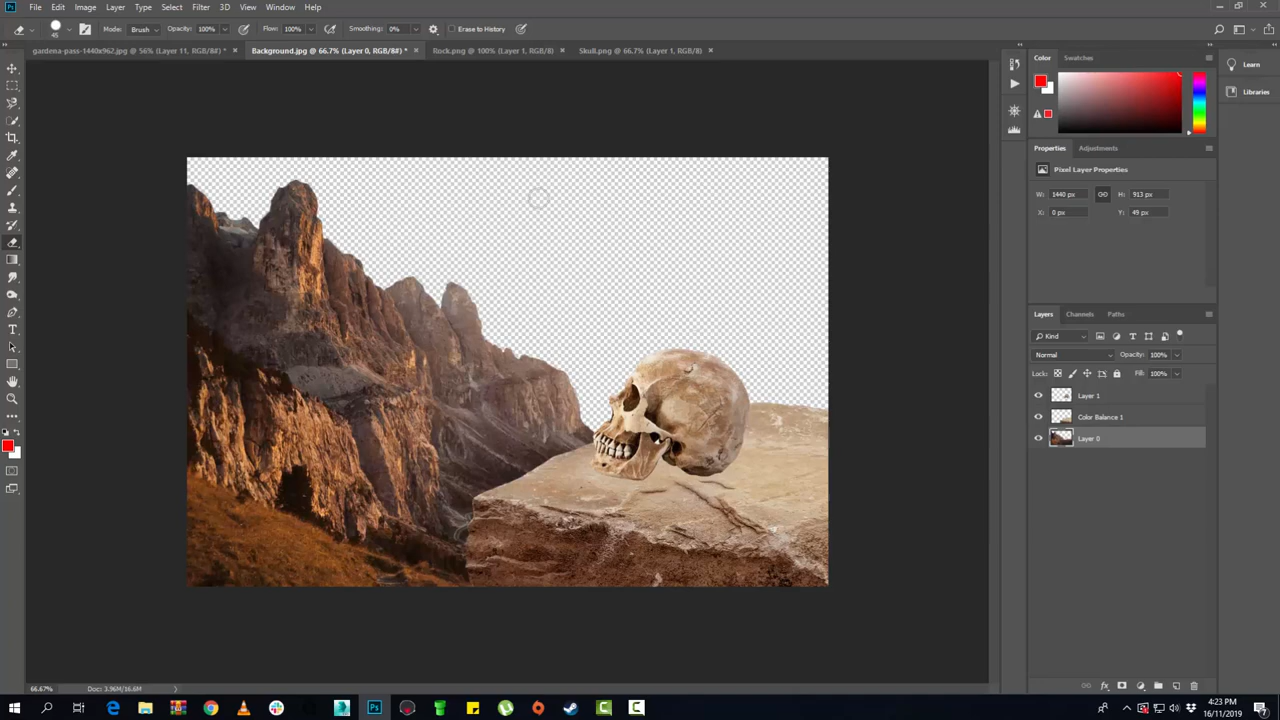 File Edit Image Layer Type Select Filter 3D View Window Help
45 Mode: Brush Opacity: 100% Flow: 100% Smoothing: 0% Erase to History
gardena-pass-1440x962.jpg @ 56% (Layer 11, RGB/8#) * × Background.jpg @ 66.7% (Layer 0, RGB/8#) * × Rock.png @ 100% (Layer 1, RGB/8) × Skull.png @ 66.7% (Layer 1, RGB/8) ×
Color Swatches
Learn
Libraries
Properties Adjustments
Pixel Layer Properties
W: 1440 px H: 913 px
X: 0 px Y: 49 px
Layers Channels Paths
Kind
Normal Opacity: 100%
Lock: Fill: 100%
Layer 1
Color Balance 1
Layer 0
66.67% Doc: 3.96M/16.6M
4:23 PM
16/11/2019